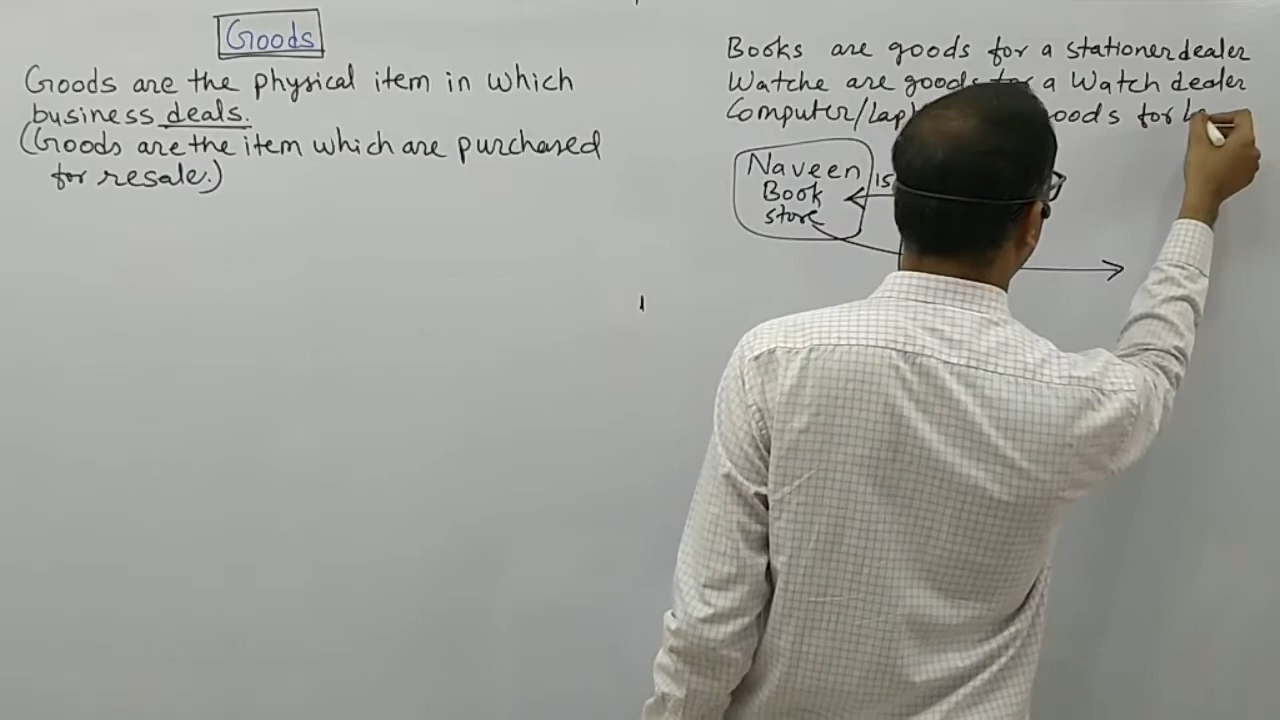 Goods
Goods are the physical item in which
business deals.
(Goods are the item which are purchased
for resale.)
Books are goods for a stationer dealer
Watche are goods for a Watch dealer
Computer/Lap oods for
Naveen
Book
store